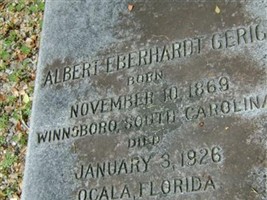 ALBERT EBERHARDT GERIG
BORN
NOVEMBER 10, 1869
WINNSBORO, SOUTH CAROLINA
DIED
JANUARY 3, 1926
OCALA, FLORIDA